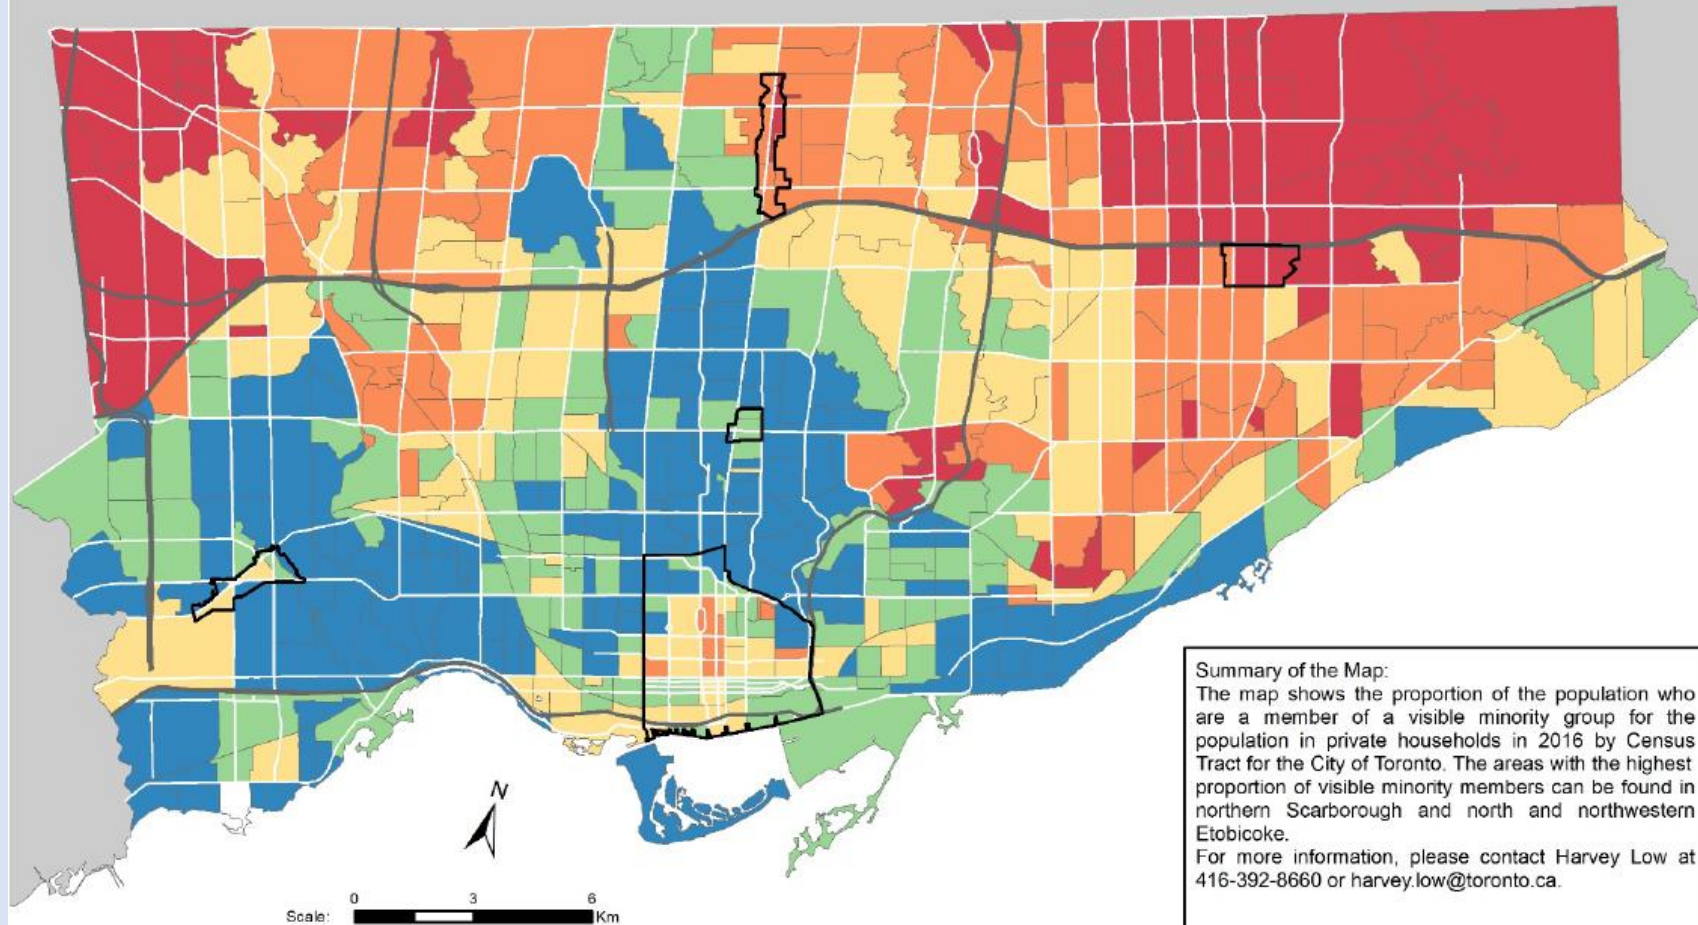 Summary of the Map:
The map shows the proportion of the population who
are a member of a visible minority group for the
population in private households in 2016 by Census
Tract for the City of Toronto. The areas with the highest
proportion of visible minority members can be found in
northern Scarborough and north and northwestern
Etobicoke.
For more information, please contact Harvey Low at
416-392-8660 or harvey.low@toronto.ca.
N
0 3 6
Scale: Km